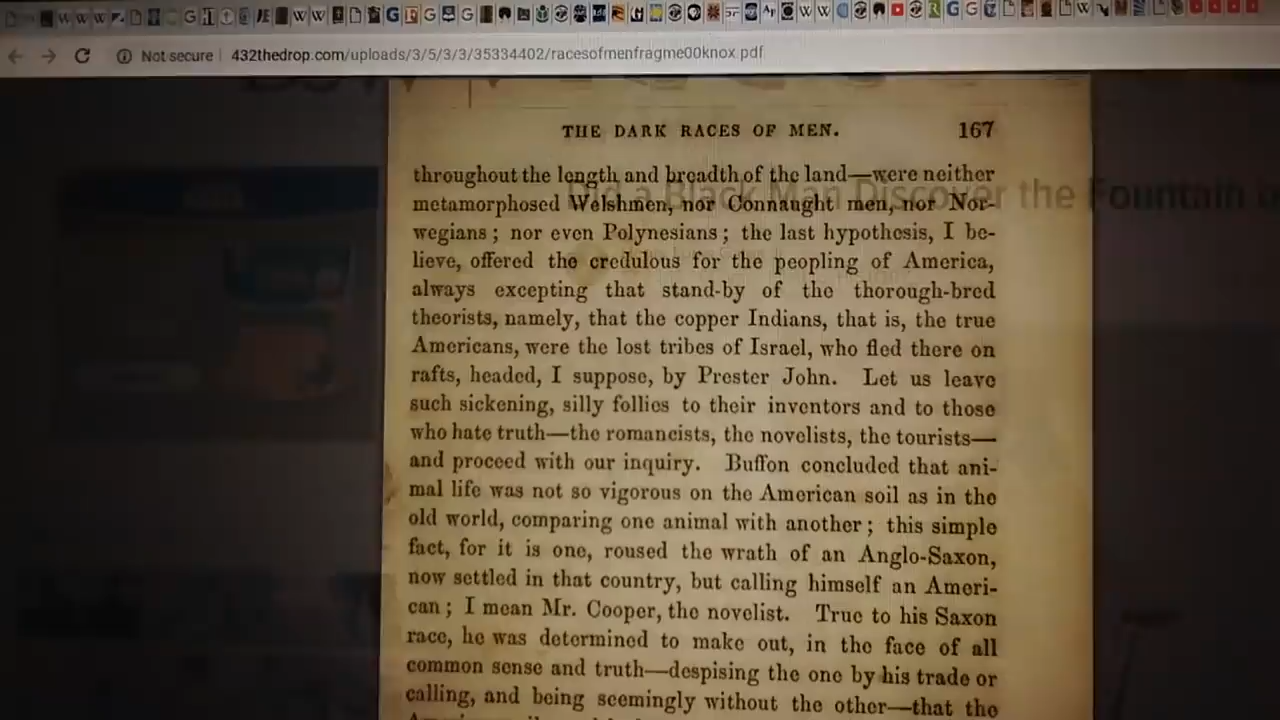 Not secure | 432thedrop.com/uploads/3/5/3/3/35334402/racesofmenfragme00knox.pdf
THE DARK RACES OF MEN. 167
Did a Black Man Discover the Fountain
throughout the length and breadth of the land—were neither
metamorphosed Welshmen, nor Connaught men, nor Nor-
wegians; nor even Polynesians; the last hypothesis, I be-
lieve, offered the credulous for the peopling of America,
always excepting that stand-by of the thorough-bred
theorists, namely, that the copper Indians, that is, the true
Americans, were the lost tribes of Israel, who fled there on
rafts, headed, I suppose, by Prester John. Let us leave
such sickening, silly follies to their inventors and to those
who hate truth—the romancists, the novelists, the tourists—
and proceed with our inquiry. Buffon concluded that ani-
mal life was not so vigorous on the American soil as in the
old world, comparing one animal with another; this simple
fact, for it is one, roused the wrath of an Anglo-Saxon,
now settled in that country, but calling himself an Ameri-
can; I mean Mr. Cooper, the novelist. True to his Saxon
race, he was determined to make out, in the face of all
common sense and truth—despising the one by his trade or
calling, and being seemingly without the other—that the